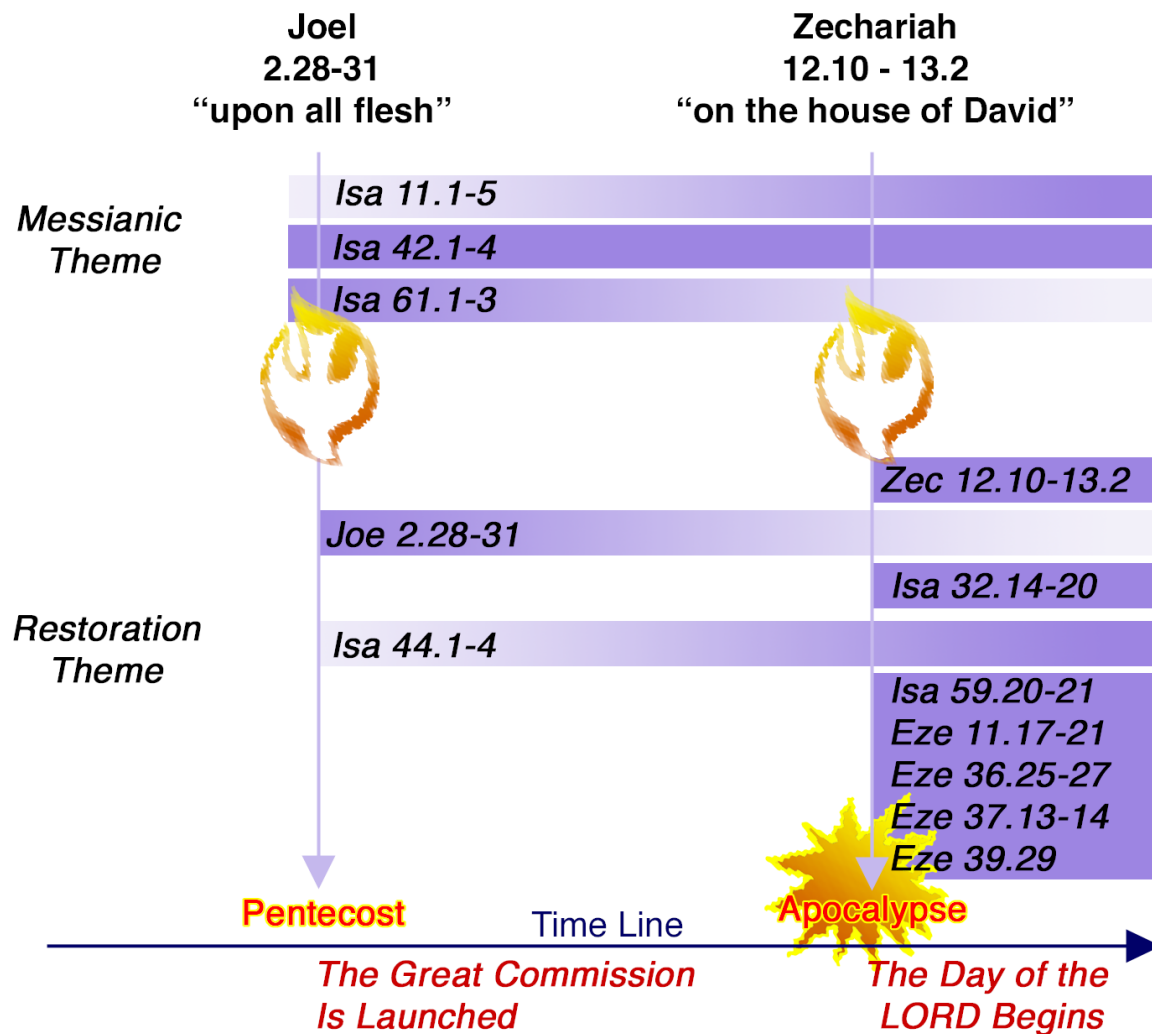 Joel
2.28-31
“upon all flesh”
Zechariah
12.10 - 13.2
“on the house of David”
Messianic
Theme
Isa 11.1-5
Isa 42.1-4
Isa 61.1-3
Zec 12.10-13.2
Joe 2.28-31
Isa 32.14-20
Restoration
Theme
Isa 44.1-4
Isa 59.20-21
Eze 11.17-21
Eze 36.25-27
Eze 37.13-14
Eze 39.29
Pentecost
Apocalypse
Time Line
The Great Commission
Is Launched
The Day of the
LORD Begins